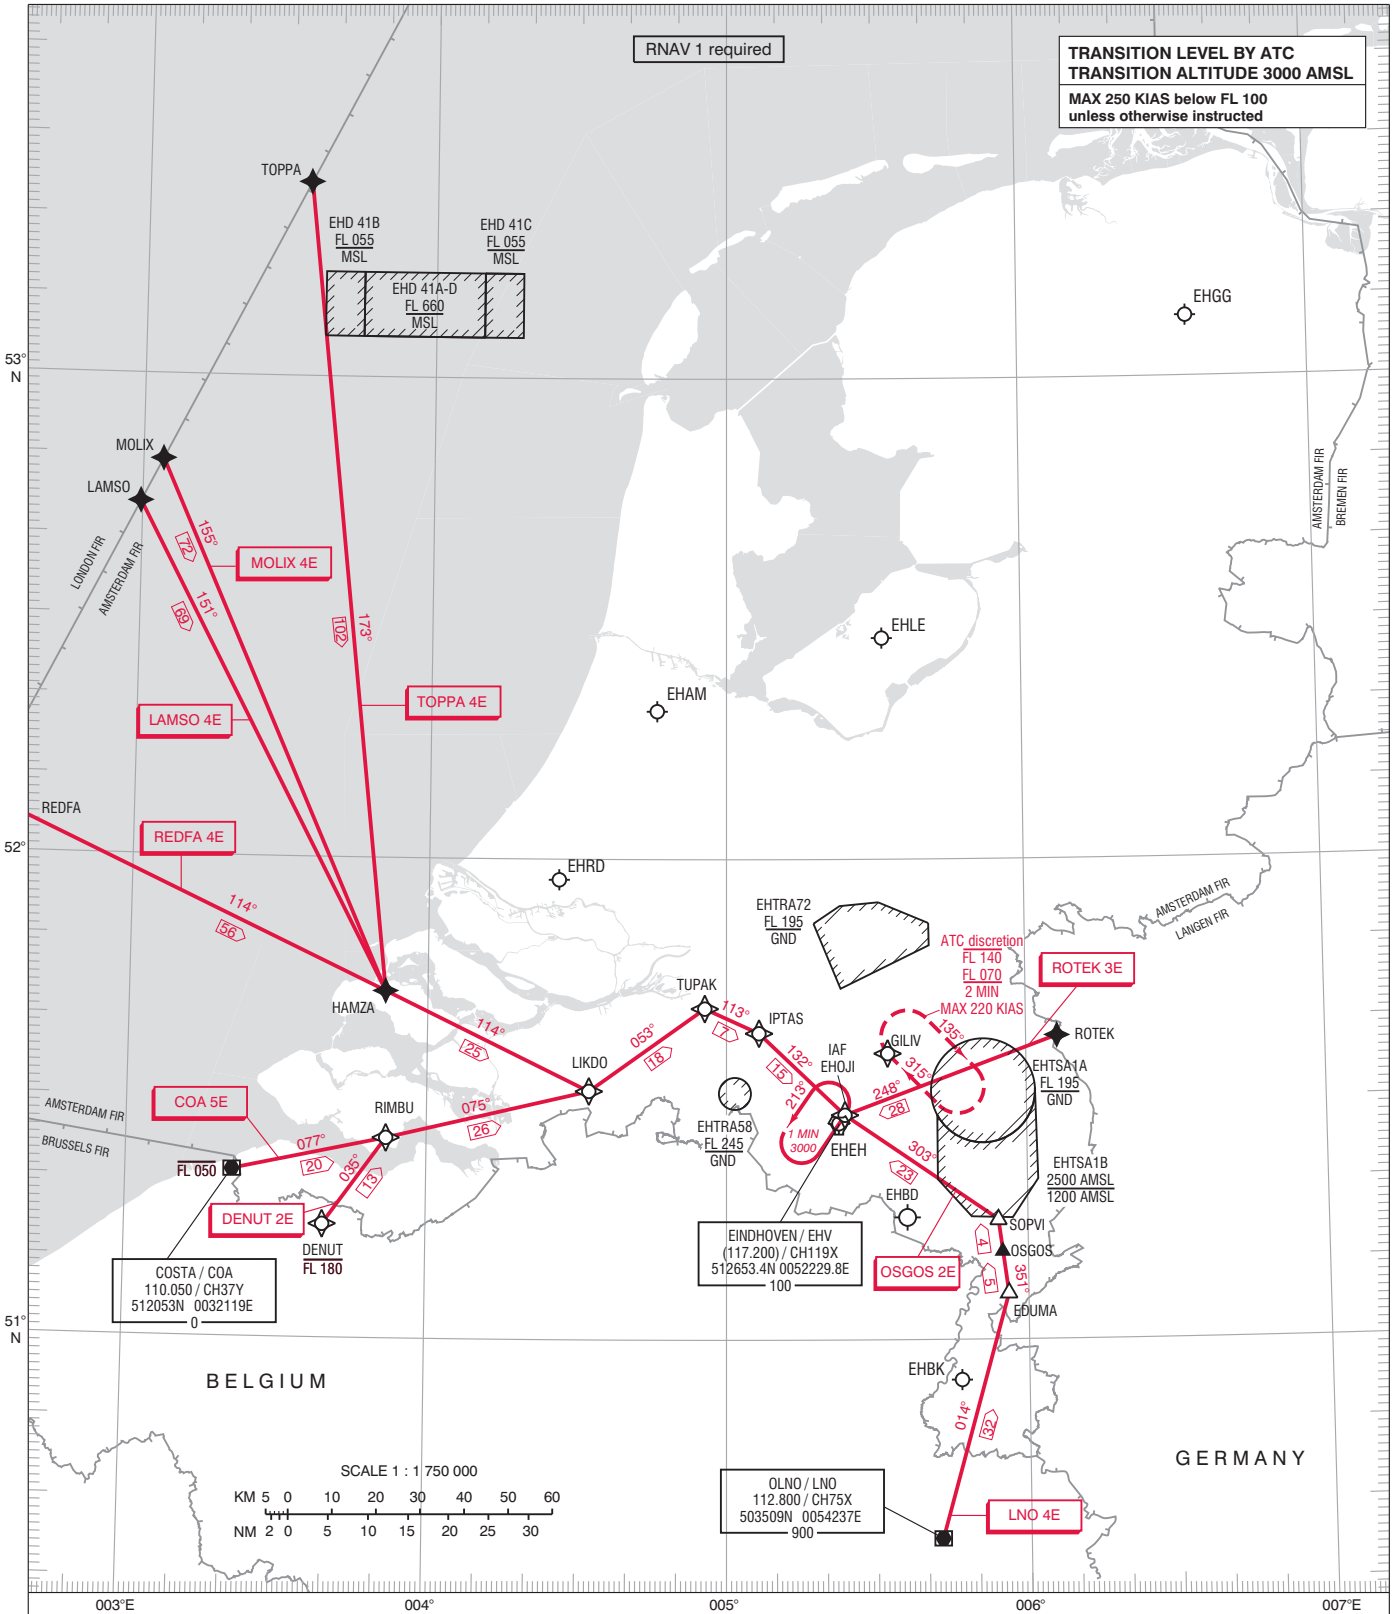 RNAV 1 required
TRANSITION LEVEL BY ATC
TRANSITION ALTITUDE 3000 AMSL
MAX 250 KIAS below FL 100
unless otherwise instructed
TOPPA
EHD 41B
FL 055
MSL
EHD 41C
FL 055
MSL
EHD 41A-D
FL 660
MSL
EHGG
53°
N
MOLIX
LAMSO
155°
72
MOLIX 4E
LONDON FIR
AMSTERDAM FIR
AMSTERDAM FIR
BREMEN FIR
151°
69
173°
102
EHLE
LAMSO 4E
TOPPA 4E
EHAM
REDFA
REDFA 4E
52°
N
114°
56
EHRD
EHTRA72
FL 195
GND
AMSTERDAM FIR
LANGEN FIR
ATC discretion
FL 140
FL 070
2 MIN
MAX 220 KIAS
ROTEK 3E
HAMZA
TUPAK
113°
7
IPTAS
ROTEK
114°
25
053°
18
132°
15
IAF
EHOJI
GILIV
135°
315°
LIKDO
EHTSA1A
FL 195
GND
248°
28
213°
COA 5E
AMSTERDAM FIR
BRUSSELS FIR
RIMBU
075°
26
077°
20
035°
13
FL 050
EHTRA58
FL 245
GND
1 MIN
3000
EHEH
303°
23
EHTSA1B
2500 AMSL
1200 AMSL
DENUT 2E
DENUT
FL 180
EHBD
SOPVI
4
OSGOS
5
351°
EDUMA
COSTA / COA
110.050 / CH37Y
512053N 0032119E
0
EINDHOVEN / EHV
(117.200) / CH119X
512653.4N 0052229.8E
100
OSGOS 2E
51°
N
EHBK
BELGIUM
014°
32
GERMANY
SCALE 1 : 1 750 000
KM 5 0 10 20 30 40 50 60
NM 2 0 5 10 15 20 25 30
OLNO / LNO
112.800 / CH75X
503509N 0054237E
900
LNO 4E
003°E
004°
005°
006°
007°E